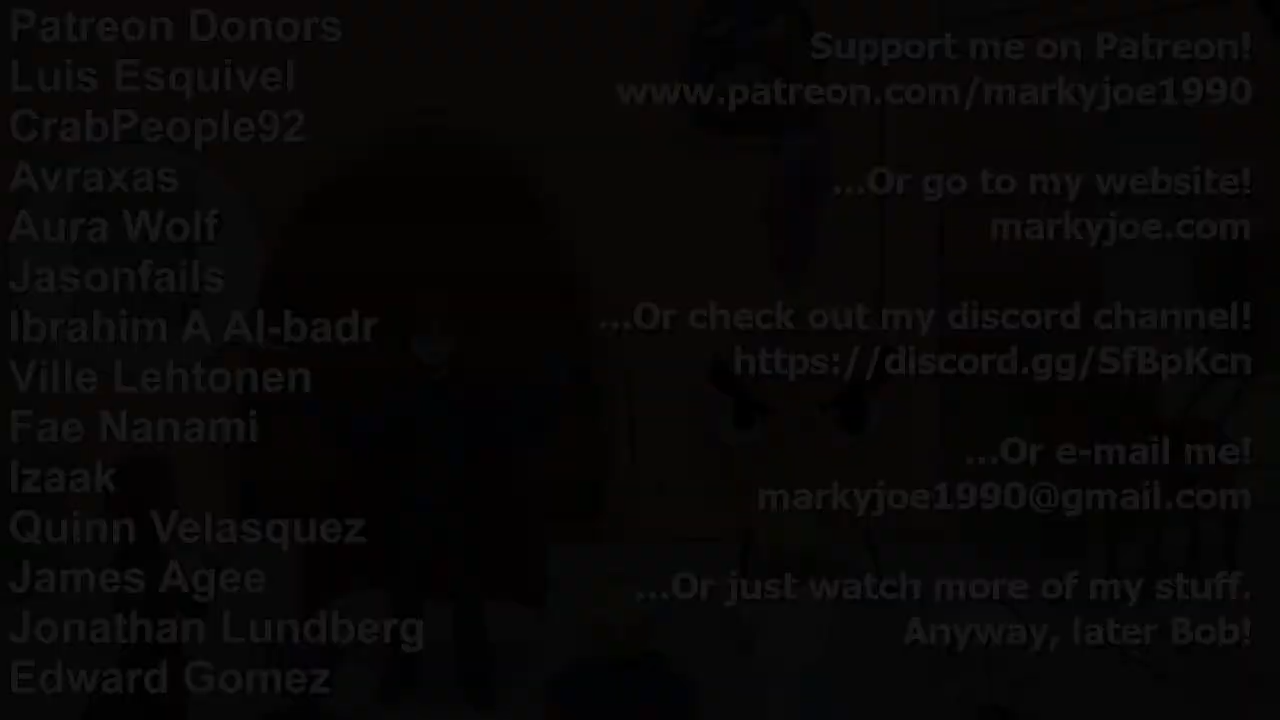 Patreon Donors
Luis Esquivel
CrabPeople92
Avraxas
Aura Wolf
Jasonfails
Ibrahim A Al-badr
Ville Lehtonen
Fae Nanami
Izaak
Quinn Velasquez
James Agee
Jonathan Lundberg
Edward Gomez
Support me on Patreon!
www.patreon.com/markyjoe1990
...Or go to my website!
markyjoe.com
...Or check out my discord channel!
https://discord.gg/SfBpKcn
...Or e-mail me!
markyjoe1990@gmail.com
...Or just watch more of my stuff.
Anyway, later Bob!